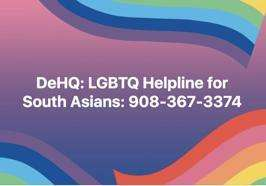 DeHQ: LGBTQ Helpline for
South Asians: 908-367-3374